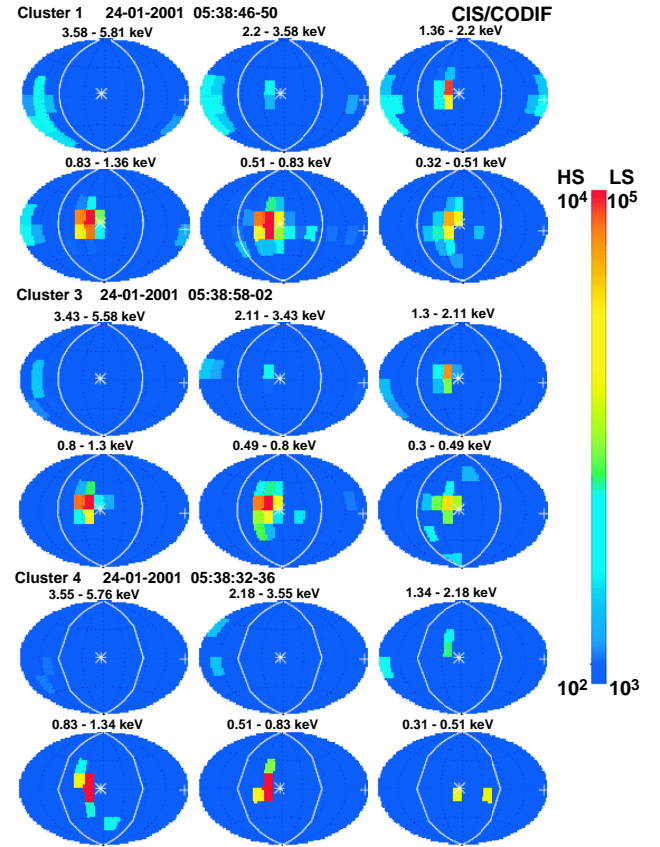 Cluster 1 24-01-2001 05:38:46-50 CIS/CODIF
3.58 - 5.81 keV 2.2 - 3.58 keV 1.36 - 2.2 keV
0.83 - 1.36 keV 0.51 - 0.83 keV 0.32 - 0.51 keV
HS LS
10⁴ 10⁵
Cluster 3 24-01-2001 05:38:58-02
3.43 - 5.58 keV 2.11 - 3.43 keV 1.3 - 2.11 keV
0.8 - 1.3 keV 0.49 - 0.8 keV 0.3 - 0.49 keV
Cluster 4 24-01-2001 05:38:32-36
3.55 - 5.76 keV 2.18 - 3.55 keV 1.34 - 2.18 keV
10² 10³
0.83 - 1.34 keV 0.51 - 0.83 keV 0.31 - 0.51 keV